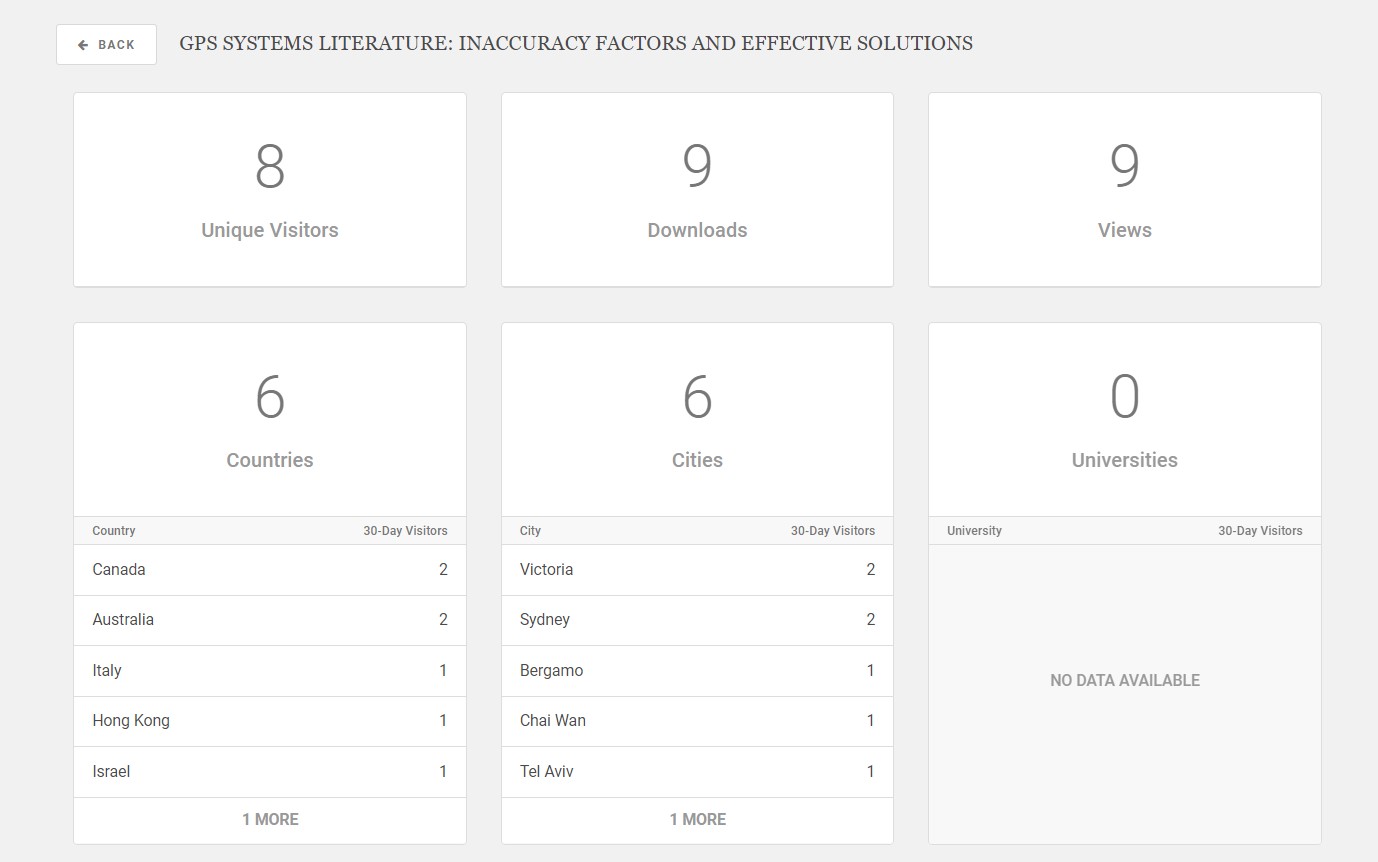 BACK
GPS SYSTEMS LITERATURE: INACCURACY FACTORS AND EFFECTIVE SOLUTIONS
8
Unique Visitors
9
Downloads
9
Views
6
Countries
Country 30-Day Visitors
Canada 2
Australia 2
Italy 1
Hong Kong 1
Israel 1
1 MORE
6
Cities
City 30-Day Visitors
Victoria 2
Sydney 2
Bergamo 1
Chai Wan 1
Tel Aviv 1
1 MORE
0
Universities
University 30-Day Visitors
NO DATA AVAILABLE